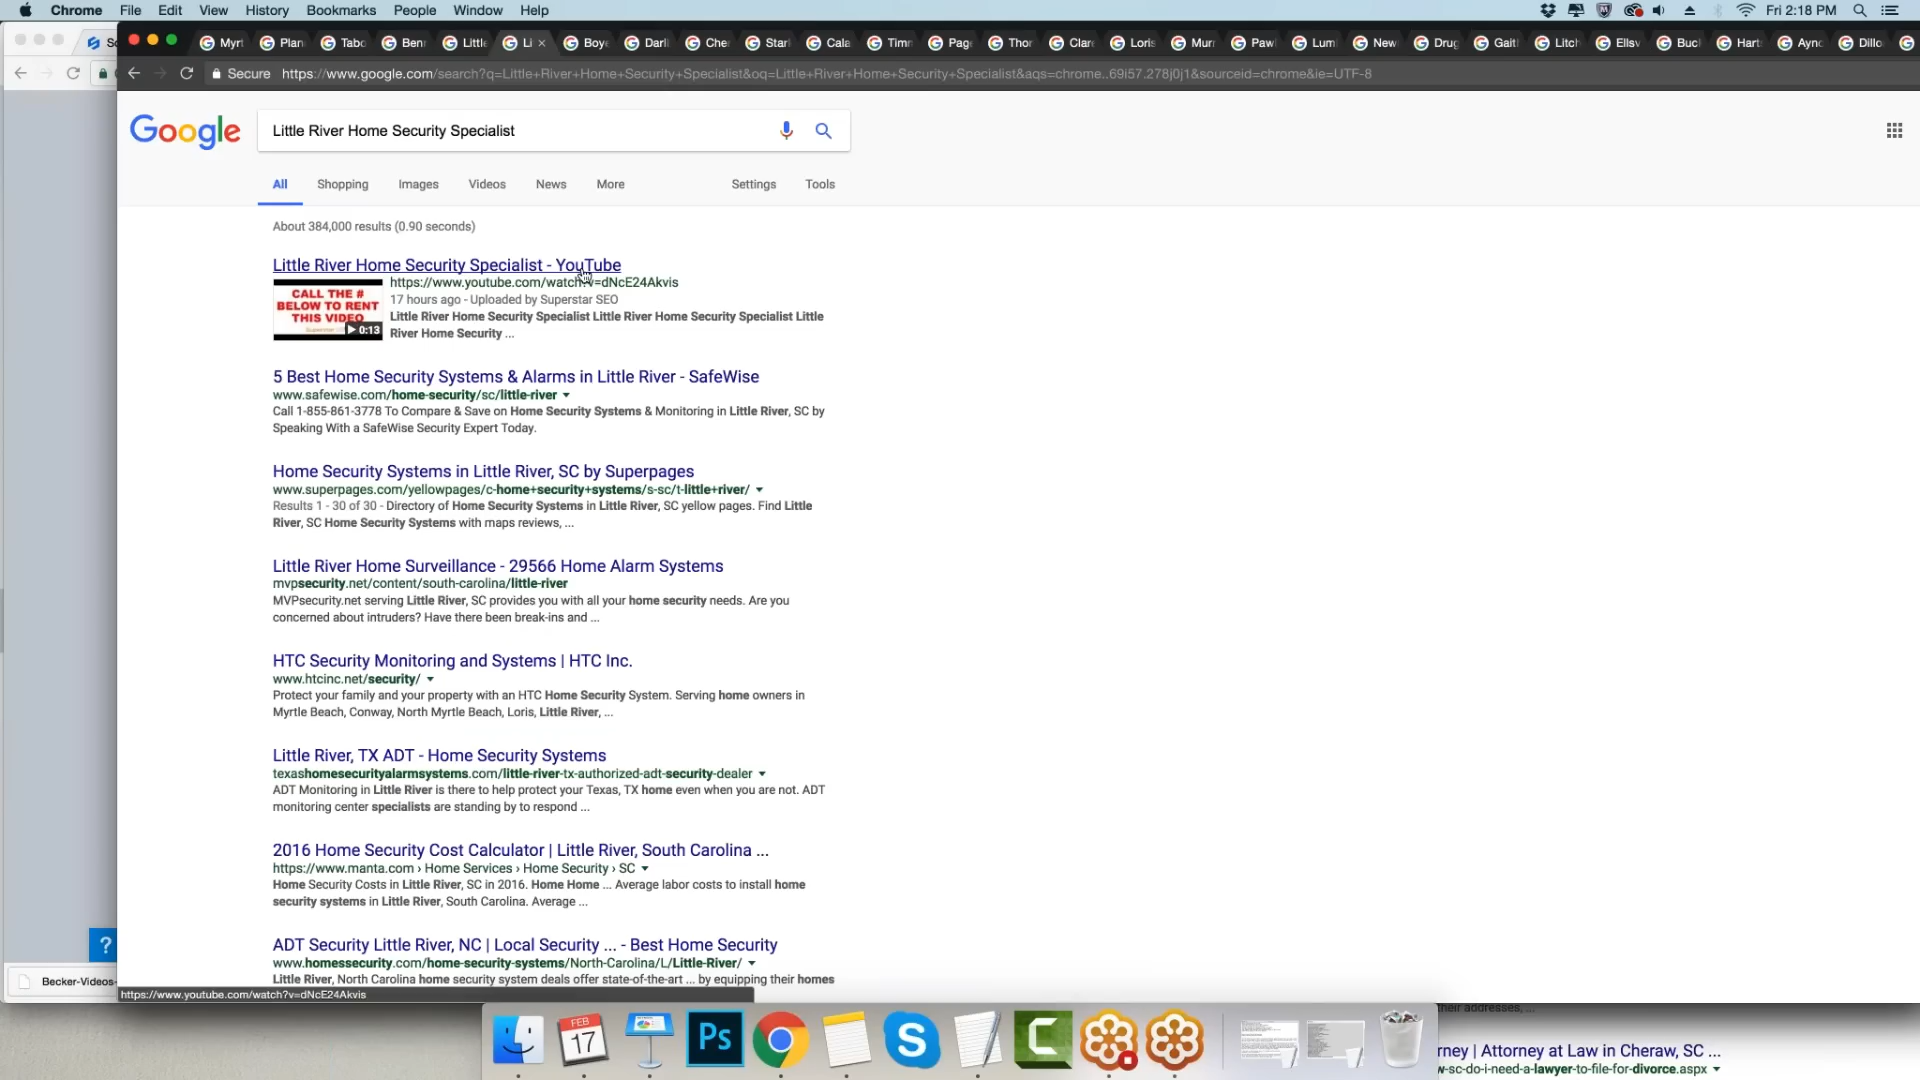 Chrome File Edit View History Bookmarks People Window Help Fri 2:18 PM
Myrt Plan Tabo Benn Little Li Boye Darli Che Star Cala Timn Page Thor Clare Loris Murr Pawl Lum New Drug Gait Litch Ellsv Bucl Hart Ayno Dillo
Secure https://www.google.com/search?q=Little+River+Home+Security+Specialist&oq=Little+River+Home+Security+Specialist&aqs=chrome..69i57.278j0j1&sourceid=chrome&ie=UTF-8
Google Little River Home Security Specialist
All Shopping Images Videos News More Settings Tools
About 384,000 results (0.90 seconds)
Little River Home Security Specialist - YouTube
https://www.youtube.com/watch?v=dNcE24Akvis
CALL THE #
BELOW TO RENT
THIS VIDEO
0:13
17 hours ago - Uploaded by Superstar SEO
Little River Home Security Specialist Little River Home Security Specialist Little
River Home Security ...
5 Best Home Security Systems & Alarms in Little River - SafeWise
www.safewise.com/home-security/sc/little-river
Call 1-855-861-3778 To Compare & Save on Home Security Systems & Monitoring in Little River, SC by
Speaking With a SafeWise Security Expert Today.
Home Security Systems in Little River, SC by Superpages
www.superpages.com/yellowpages/c-home+security+systems/s-sc/t-little+river/
Results 1 - 30 of 30 - Directory of Home Security Systems in Little River, SC yellow pages. Find Little
River, SC Home Security Systems with maps reviews, ...
Little River Home Surveillance - 29566 Home Alarm Systems
mvpsecurity.net/content/south-carolina/little-river
MVPsecurity.net serving Little River, SC provides you with all your home security needs. Are you
concerned about intruders? Have there been break-ins and ...
HTC Security Monitoring and Systems | HTC Inc.
www.htcinc.net/security/
Protect your family and your property with an HTC Home Security System. Serving home owners in
Myrtle Beach, Conway, North Myrtle Beach, Loris, Little River, ...
Little River, TX ADT - Home Security Systems
texashomesecurityalarmsystems.com/little-river-tx-authorized-adt-security-dealer
ADT Monitoring in Little River is there to help protect your Texas, TX home even when you are not. ADT
monitoring center specialists are standing by to respond ...
2016 Home Security Cost Calculator | Little River, South Carolina ...
https://www.manta.com › Home Services › Home Security › SC
Home Security Costs in Little River, SC in 2016. Home Home ... Average labor costs to install home
security systems in Little River, South Carolina. Average ...
ADT Security Little River, NC | Local Security ... - Best Home Security
www.homessecurity.com/home-security-systems/North-Carolina/L/Little-River/
Little River, North Carolina home security system deals offer state-of-the-art ... by equipping their homes
?
Becker-Videos-
https://www.youtube.com/watch?v=dNcE24Akvis
FEB
17
Ps
their addresses, ...
rney | Attorney at Law in Cheraw, SC ...
w-sc-do-i-need-a-lawyer-to-file-for-divorce.aspx